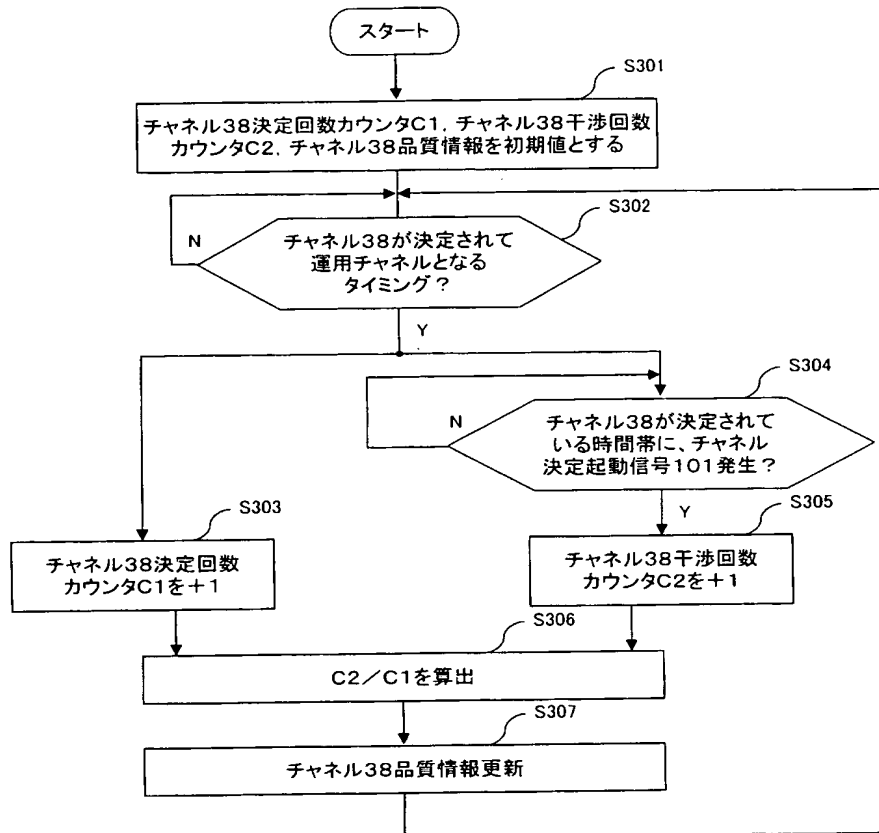 スタート
S301
チャネル38決定回数カウンタC1，チャネル38干渉回数
カウンタC2，チャネル38品質情報を初期値とする
S302
N
チャネル38が決定されて
運用チャネルとなる
タイミング？
Y
S304
N
チャネル38が決定されて
いる時間帯に、チャネル
決定起動信号101発生？
Y
S303
チャネル38決定回数
カウンタC1を＋1
S305
チャネル38干渉回数
カウンタC2を＋1
S306
C2／C1を算出
S307
チャネル38品質情報更新